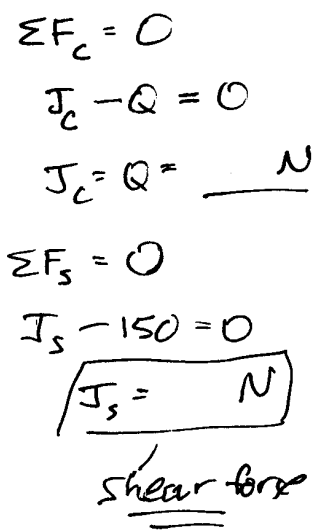 ΣF_c = 0
J_c - Q = 0
J_c = Q = ___ N
ΣF_s = 0
J_s - 150 = 0
J_s = N
shear force